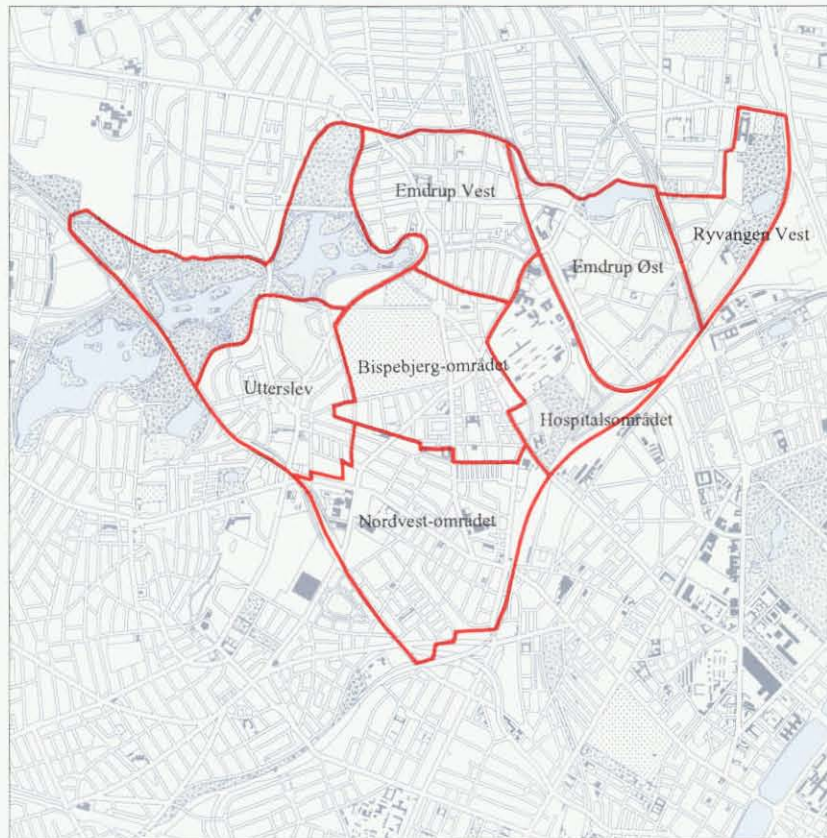 Emdrup Vest
Ryvangen Vest
Emdrup Øst
Bispebjerg-området
Utterslev
Hospitalsområdet
Nordvest-området